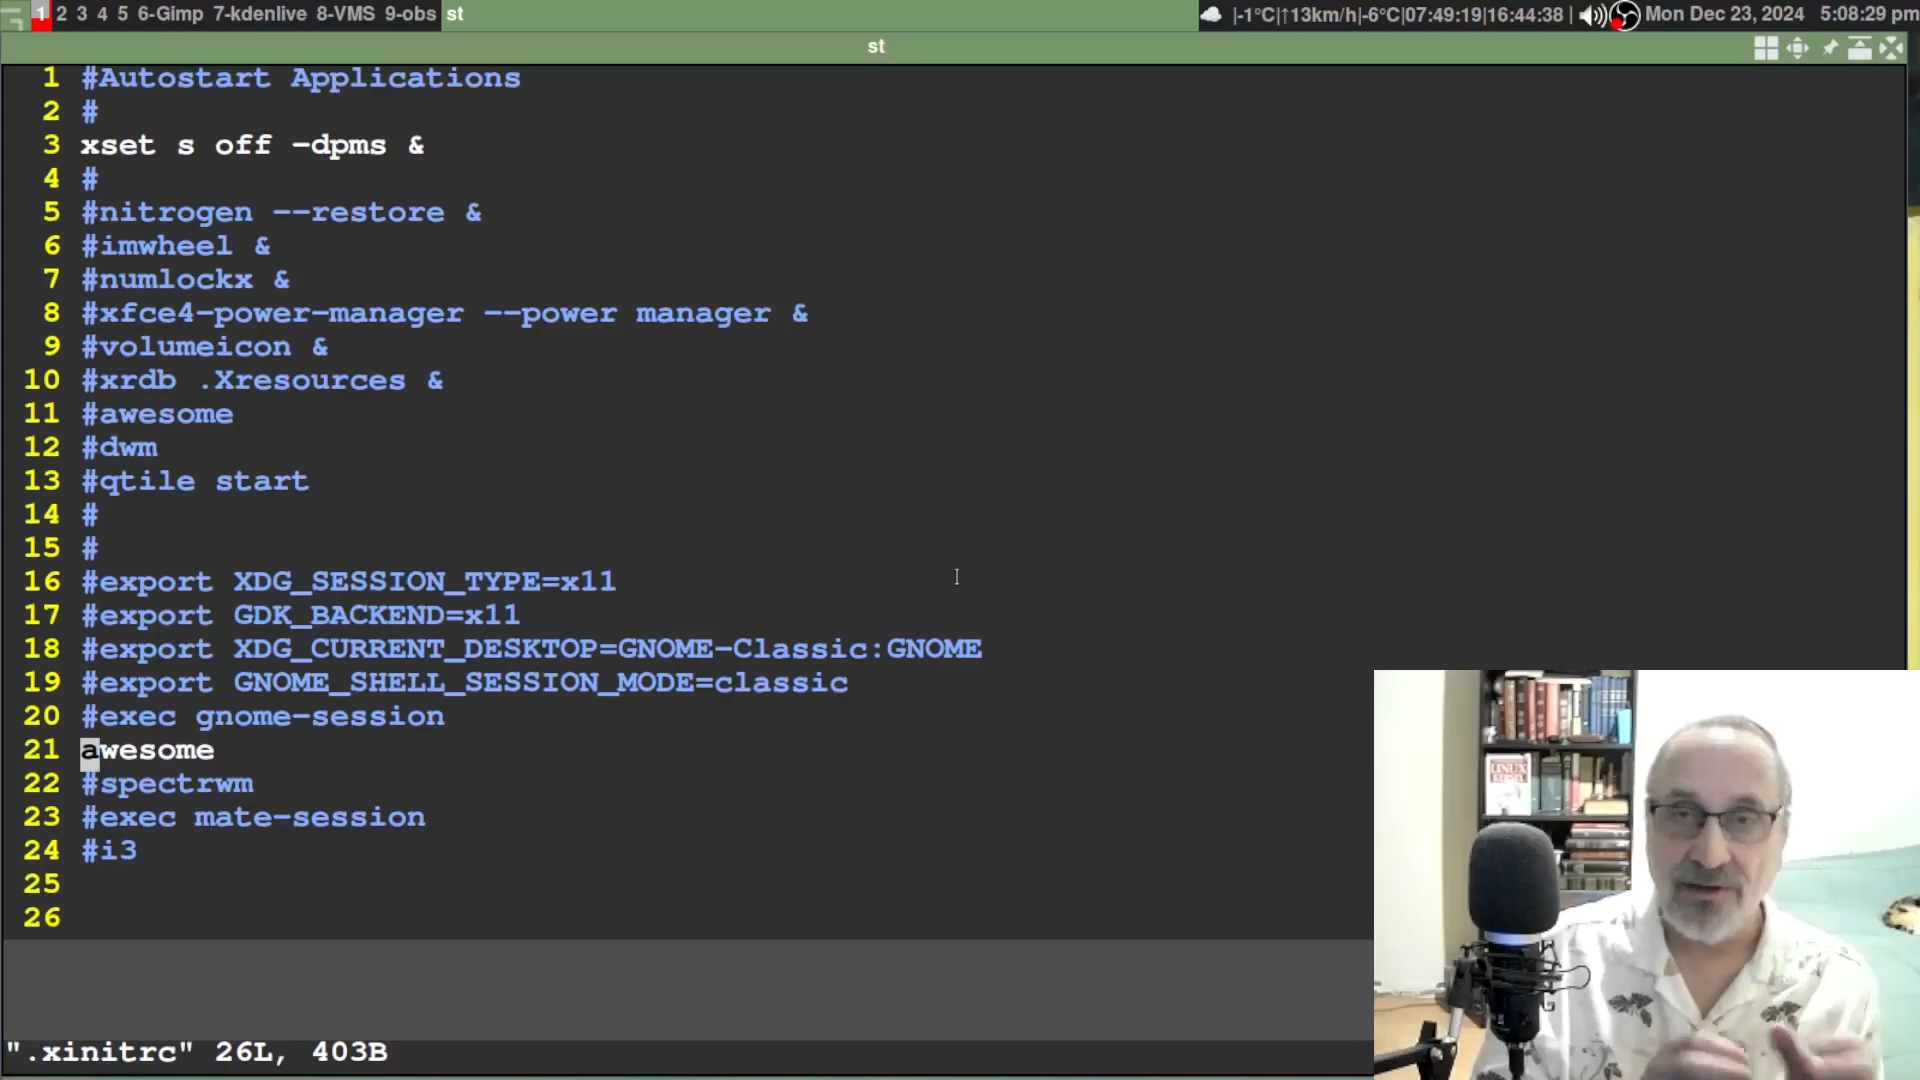 1 2 3 4 5 6-Gimp 7-kdenlive 8-VMS 9-obs st
|-1°C|↑13km/h|-6°C|07:49:19|16:44:38 | Mon Dec 23, 2024 5:08:29 pm
st
1 #Autostart Applications
2 #
3 xset s off -dpms &
4 #
5 #nitrogen --restore &
6 #imwheel &
7 #numlockx &
8 #xfce4-power-manager --power manager &
9 #volumeicon &
10 #xrdb .Xresources &
11 #awesome
12 #dwm
13 #qtile start
14 #
15 #
16 #export XDG_SESSION_TYPE=x11
17 #export GDK_BACKEND=x11
18 #export XDG_CURRENT_DESKTOP=GNOME-Classic:GNOME
19 #export GNOME_SHELL_SESSION_MODE=classic
20 #exec gnome-session
21 awesome
22 #spectrwm
23 #exec mate-session
24 #i3
25
26
LINUX
".xinitrc" 26L, 403B